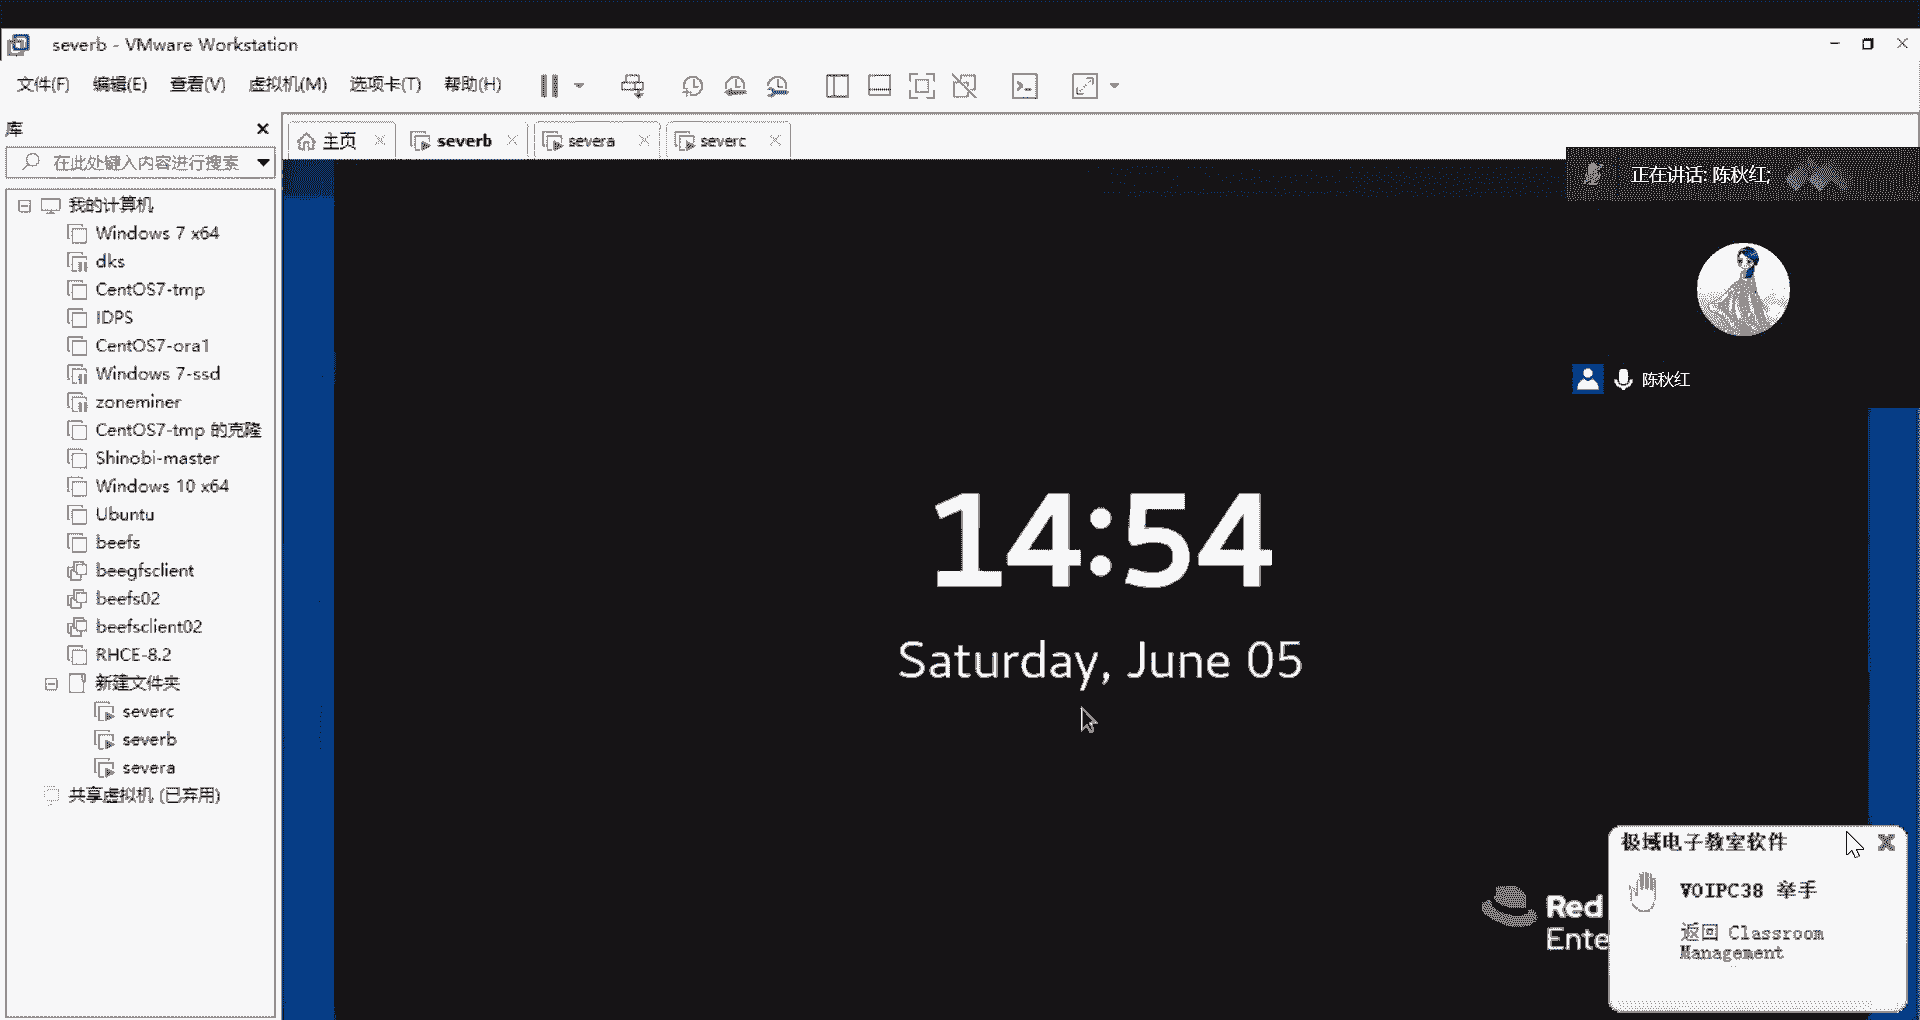 severb - VMware Workstation
文件(F) 编辑(E) 查看(V) 虚拟机(M) 选项卡(T) 帮助(H)
库
在此处键入内容进行搜索
主页 severb severa severc
我的计算机
Windows 7 x64
dks
CentOS7-tmp
IDPS
CentOS7-ora1
Windows 7-ssd
zoneminer
CentOS7-tmp 的克隆
Shinobi-master
Windows 10 x64
Ubuntu
beefs
beegfsclient
beefs02
beefsclient02
RHCE-8.2
新建文件夹
severc
severb
severa
共享虚拟机 (已弃用)
正在讲话: 陈秋红;
陈秋红
14:54
Saturday, June 05
Red
Ente
极域电子教室软件
VOIPC38 举手
返回 Classroom
Management